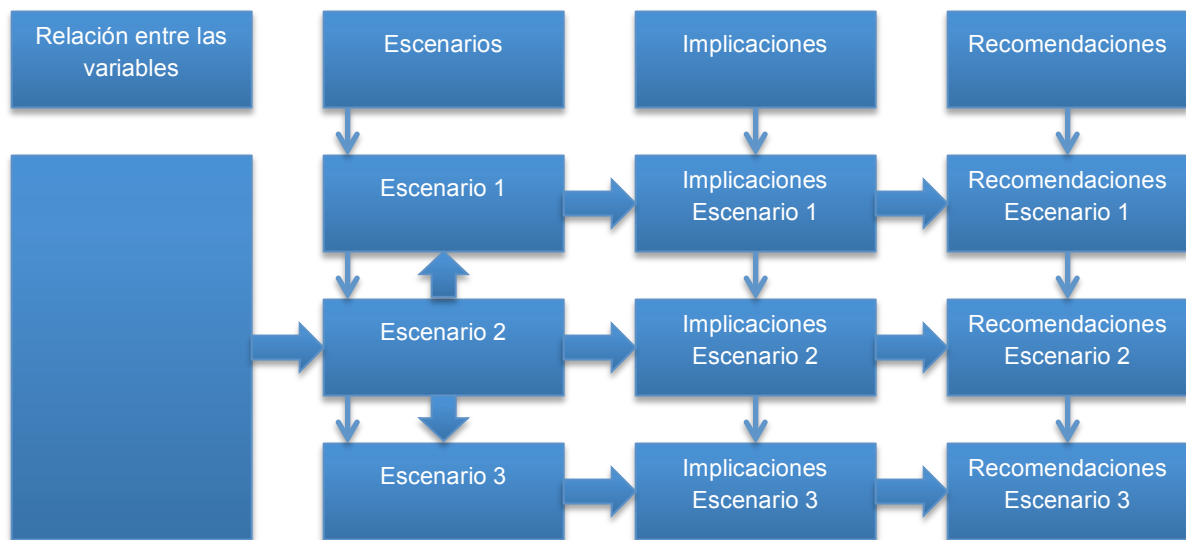 Relación entre las
variables
Escenarios
Implicaciones
Recomendaciones
Escenario 1
Implicaciones
Escenario 1
Recomendaciones
Escenario 1
Escenario 2
Implicaciones
Escenario 2
Recomendaciones
Escenario 2
Escenario 3
Implicaciones
Escenario 3
Recomendaciones
Escenario 3